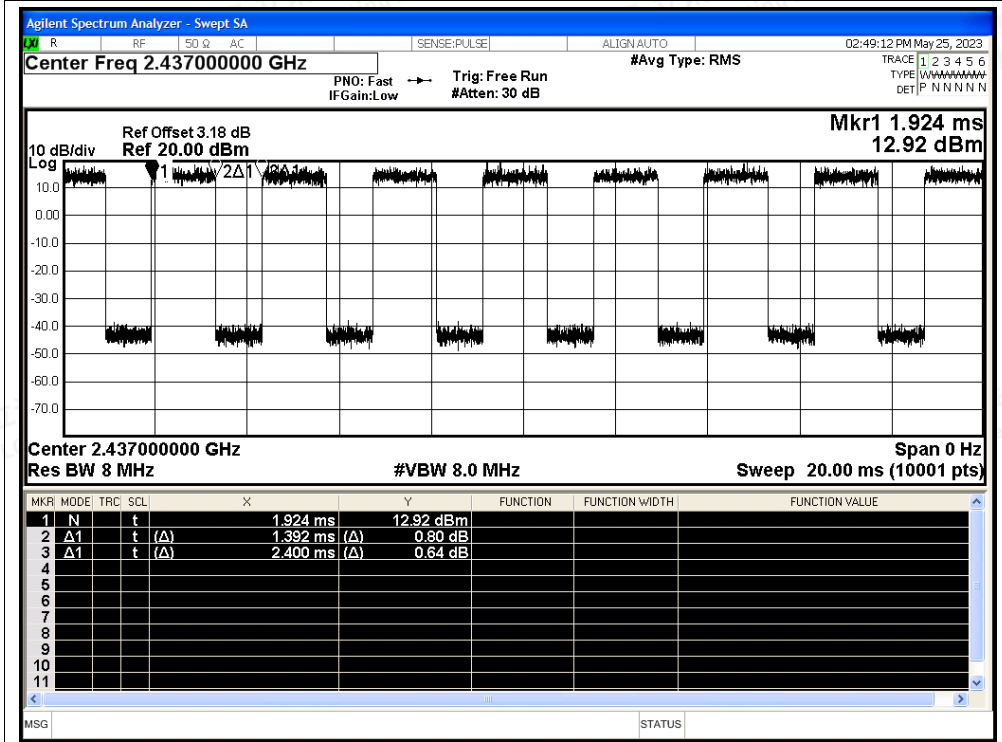 Agilent Spectrum Analyzer - Swept SA
LXI R RF 50 Ω AC SENSE:PULSE ALIGN AUTO 02:49:12 PM May 25, 2023
Center Freq 2.437000000 GHz #Avg Type: RMS TRACE 1 2 3 4 5 6
PNO: Fast Trig: Free Run TYPE WWWWWW
IFGain:Low #Atten: 30 dB DET P N N N N N
Mkr1 1.924 ms
Ref Offset 3.18 dB
10 dB/div Ref 20.00 dBm 12.92 dBm
Log
1 2Δ1 3Δ1
10.0
0.00
-10.0
-20.0
-30.0
-40.0
-50.0
-60.0
-70.0
Center 2.437000000 GHz Span 0 Hz
Res BW 8 MHz #VBW 8.0 MHz Sweep 20.00 ms (10001 pts)
MKR MODE TRC SCL X Y FUNCTION FUNCTION WIDTH FUNCTION VALUE
1 N t 1.924 ms 12.92 dBm
2 Δ1 t (Δ) 1.392 ms (Δ) 0.80 dB
3 Δ1 t (Δ) 2.400 ms (Δ) 0.64 dB
4
5
6
7
8
9
10
11
MSG STATUS